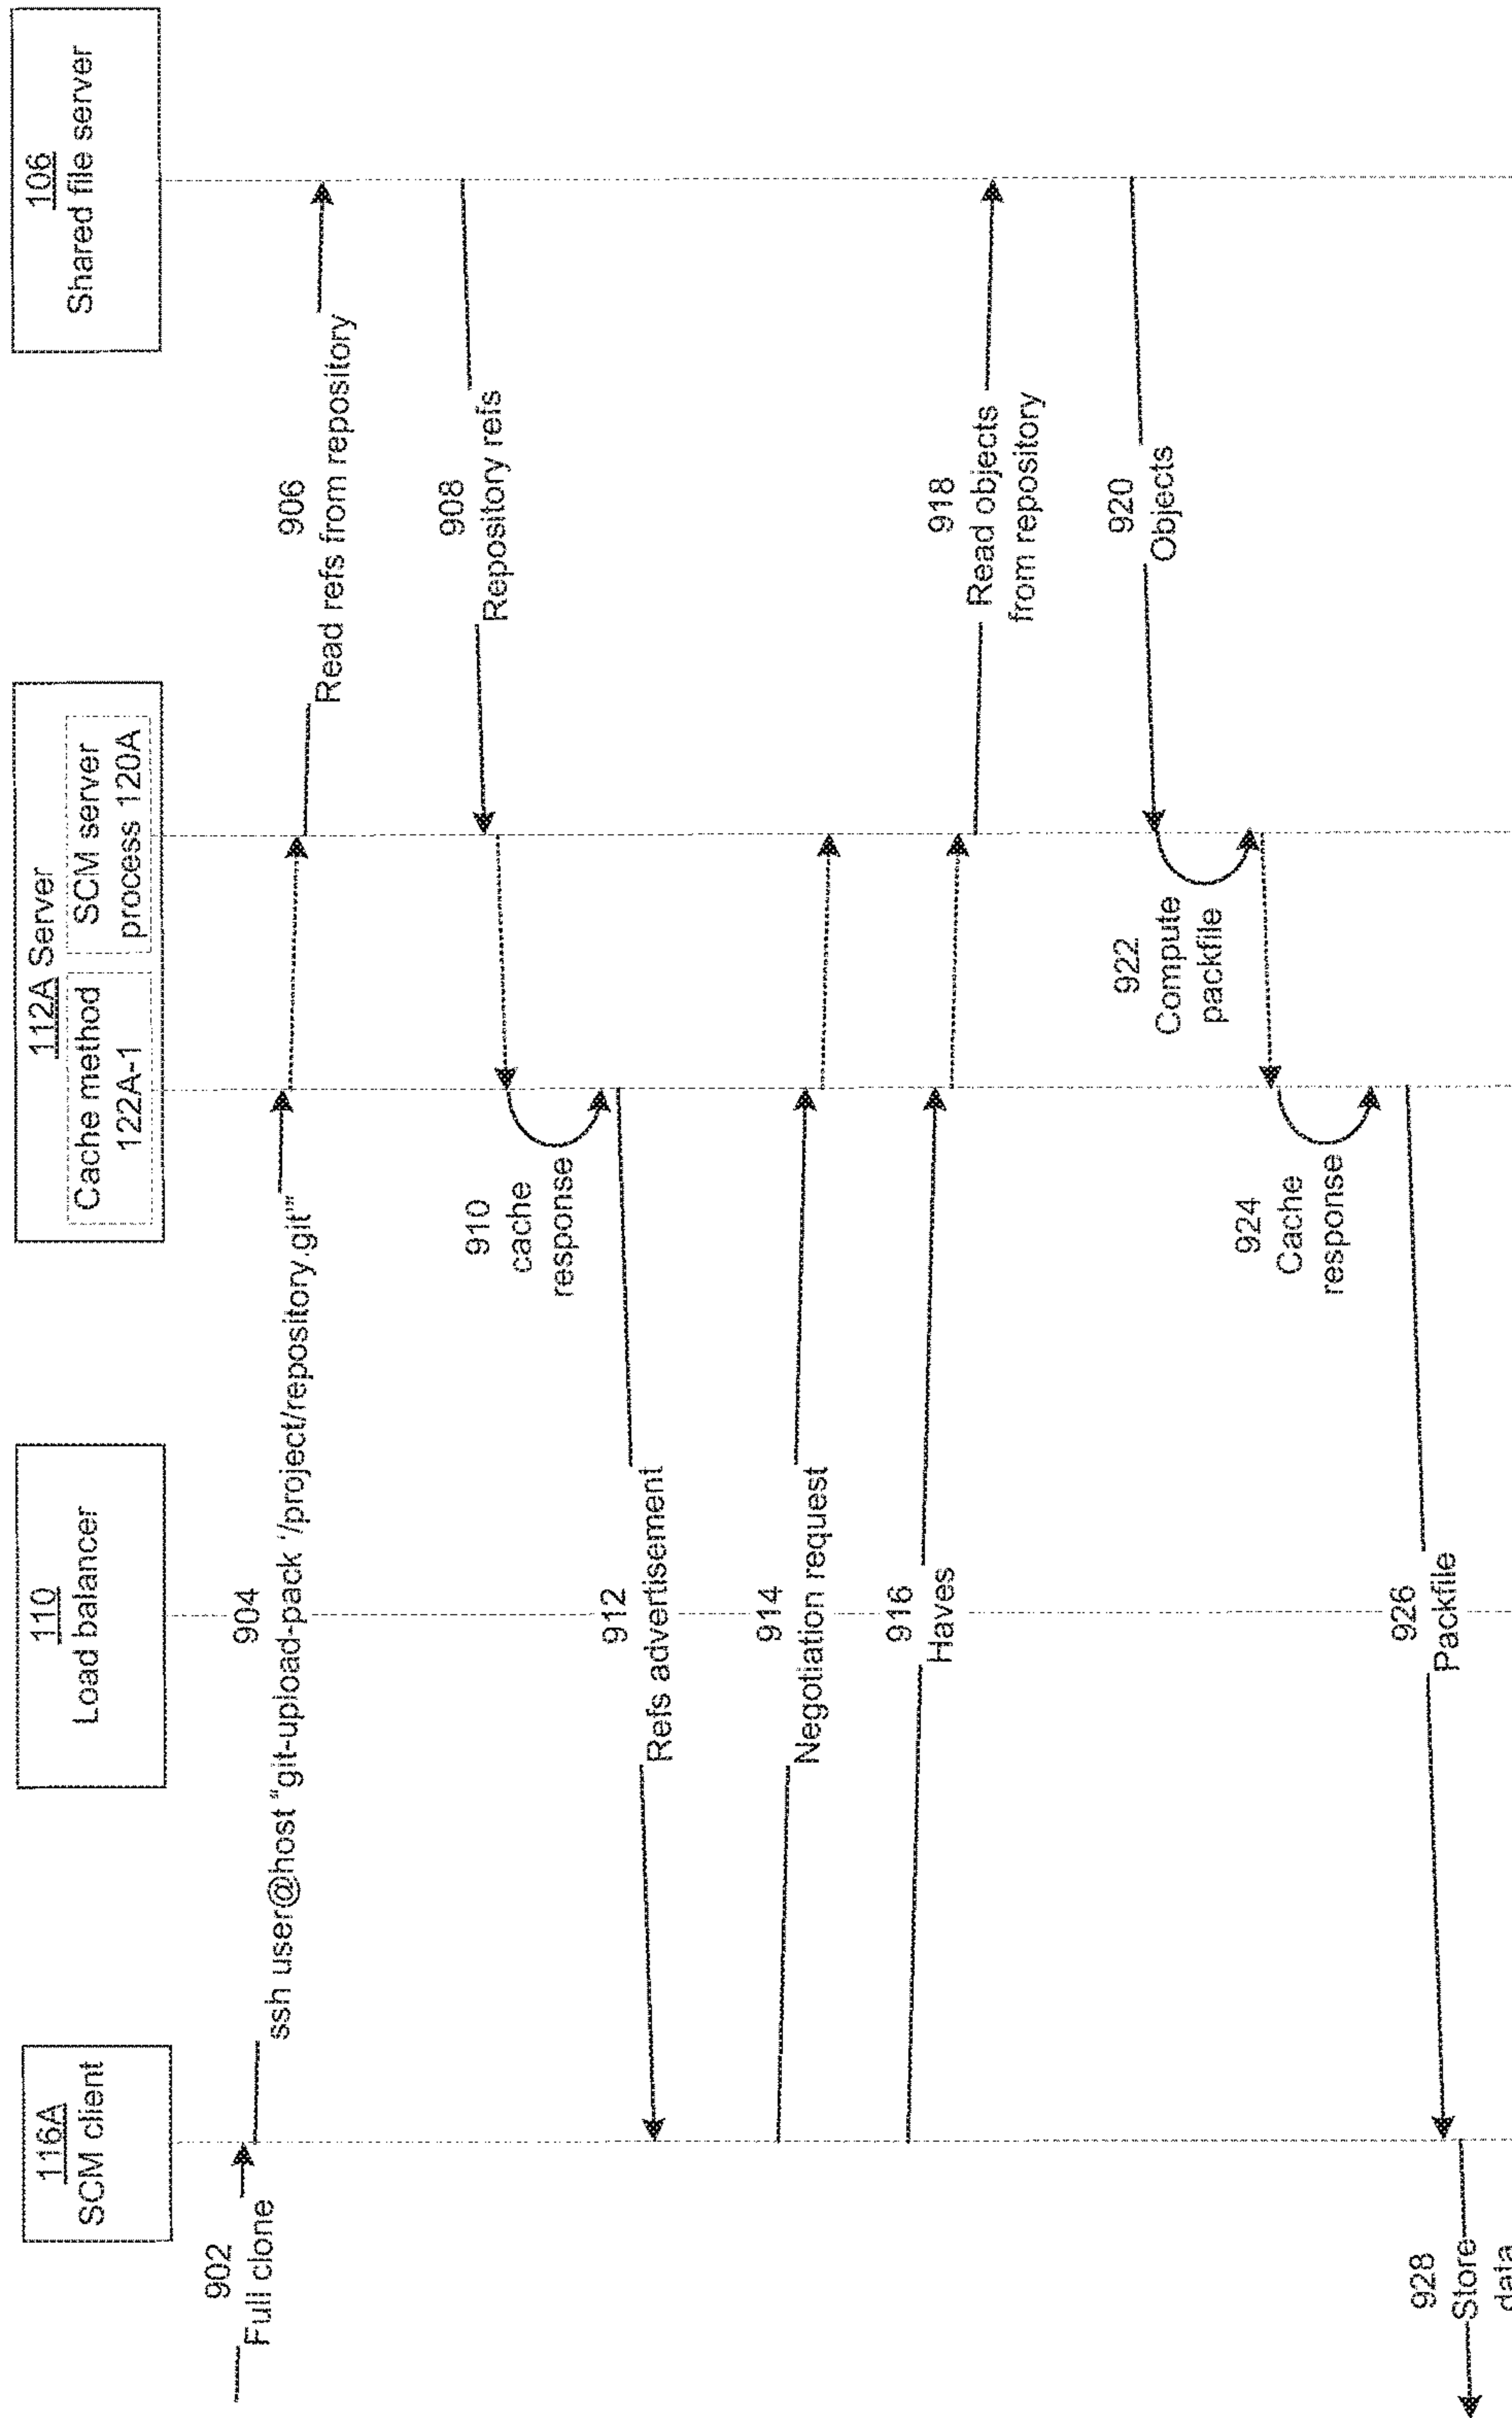 116A
SCM client
110
Load balancer
112A Server
Cache method
122A-1
SCM server
process 120A
106
Shared file server
902
Full clone
904
ssh user@host “git-upload-pack ‘/project/repository.git’”
906
Read refs from repository
908
Repository refs
910
cache
response
912
Refs advertisement
914
Negotiation request
916
Haves
918
Read objects
from repository
920
Objects
922
Compute
packfile
924
Cache
response
926
Packfile
928
Store
data